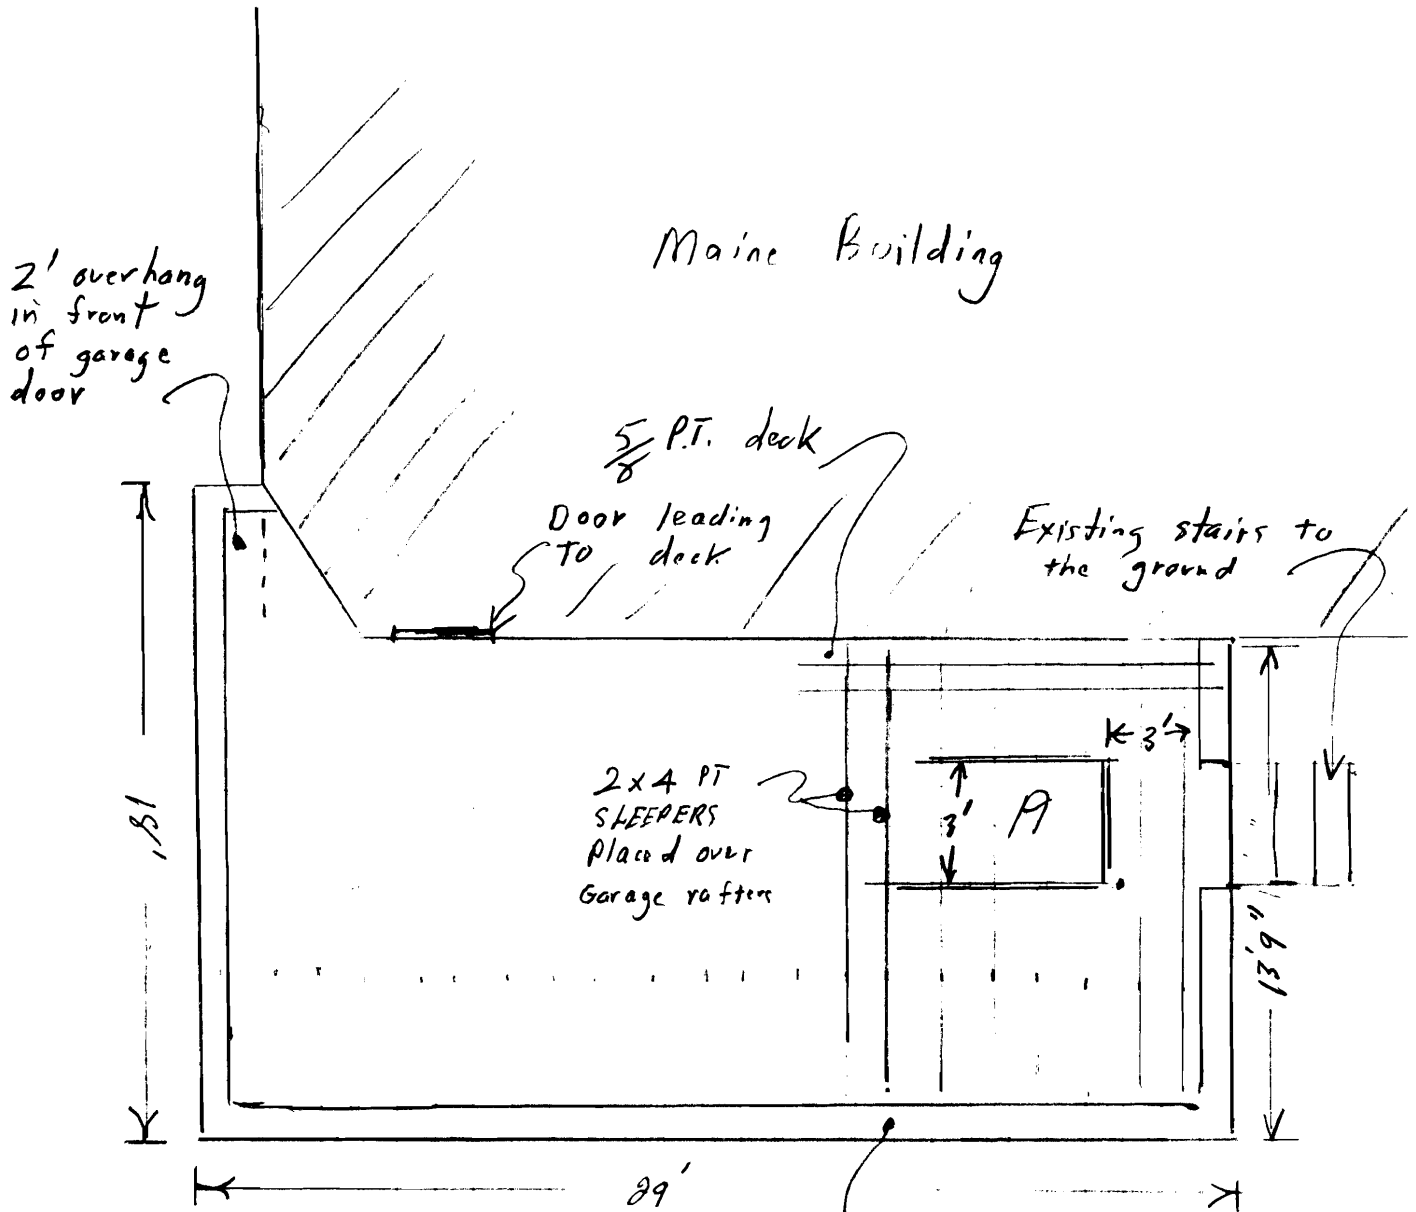 Maine Building
2' overhang
in front
of garage
door
5/8 P.T. deck
Door leading
To deck
Existing stairs to
the ground
3'
2x4 PT
SLEEPERS
Placed over
Garage rafters
3'
A
18'
13'9"
29'